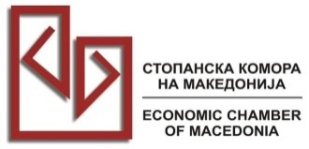 СТОПАНСКА КОМОРА
НА МАКЕДОНИЈА
ECONOMIC CHAMBER
OF MACEDONIA